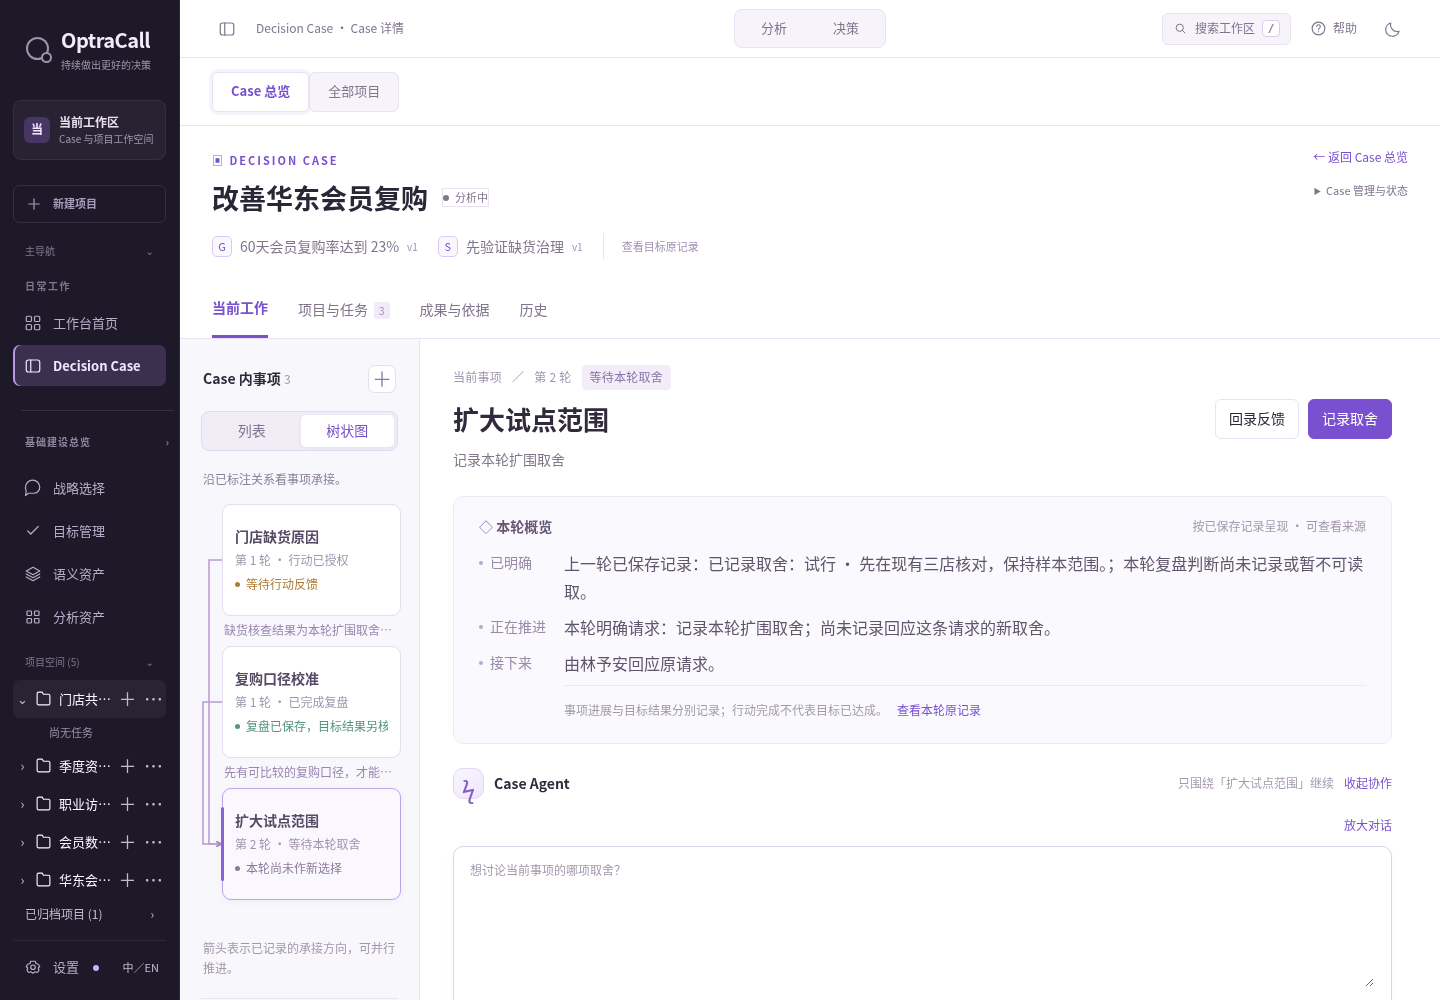 OptraCall
持续做出更好的决策
当
当前工作区
Case 与项目工作空间
新建项目
主导航
日常工作
工作台首页
Decision Case
基础建设总览
战略选择
目标管理
语义资产
分析资产
项目空间 (5)
门店共…
尚无任务
季度资…
职业访…
会员数…
华东会…
已归档项目 (1)
设置
中／EN
Decision Case · Case 详情
分析
决策
搜索工作区 /
帮助
Case 总览
全部项目
DECISION CASE
← 返回 Case 总览
改善华东会员复购
分析中
▶ Case 管理与状态
G 60天会员复购率达到 23% v1
S 先验证缺货治理 v1
查看目标原记录
当前工作
项目与任务 3
成果与依据
历史
Case 内事项 3
列表
树状图
沿已标注关系看事项承接。
门店缺货原因
第 1 轮 · 行动已授权
等待行动反馈
缺货核查结果为本轮扩围取舍…
复购口径校准
第 1 轮 · 已完成复盘
复盘已保存，目标结果另核
先有可比较的复购口径，才能…
扩大试点范围
第 2 轮 · 等待本轮取舍
本轮尚未作新选择
箭头表示已记录的承接方向，可并行
推进。
当前事项 ／ 第 2 轮 等待本轮取舍
扩大试点范围
回录反馈
记录取舍
记录本轮扩围取舍
◇ 本轮概览
按已保存记录呈现 · 可查看来源
已明确
上一轮已保存记录：已记录取舍：试行 · 先在现有三店核对，保持样本范围。；本轮复盘判断尚未记录或暂不可读
取。
正在推进
本轮明确请求：记录本轮扩围取舍；尚未记录回应这条请求的新取舍。
接下来
由林予安回应原请求。
事项进展与目标结果分别记录；行动完成不代表目标已达成。 查看本轮原记录
Case Agent
只围绕「扩大试点范围」继续 收起协作
放大对话
想讨论当前事项的哪项取舍？